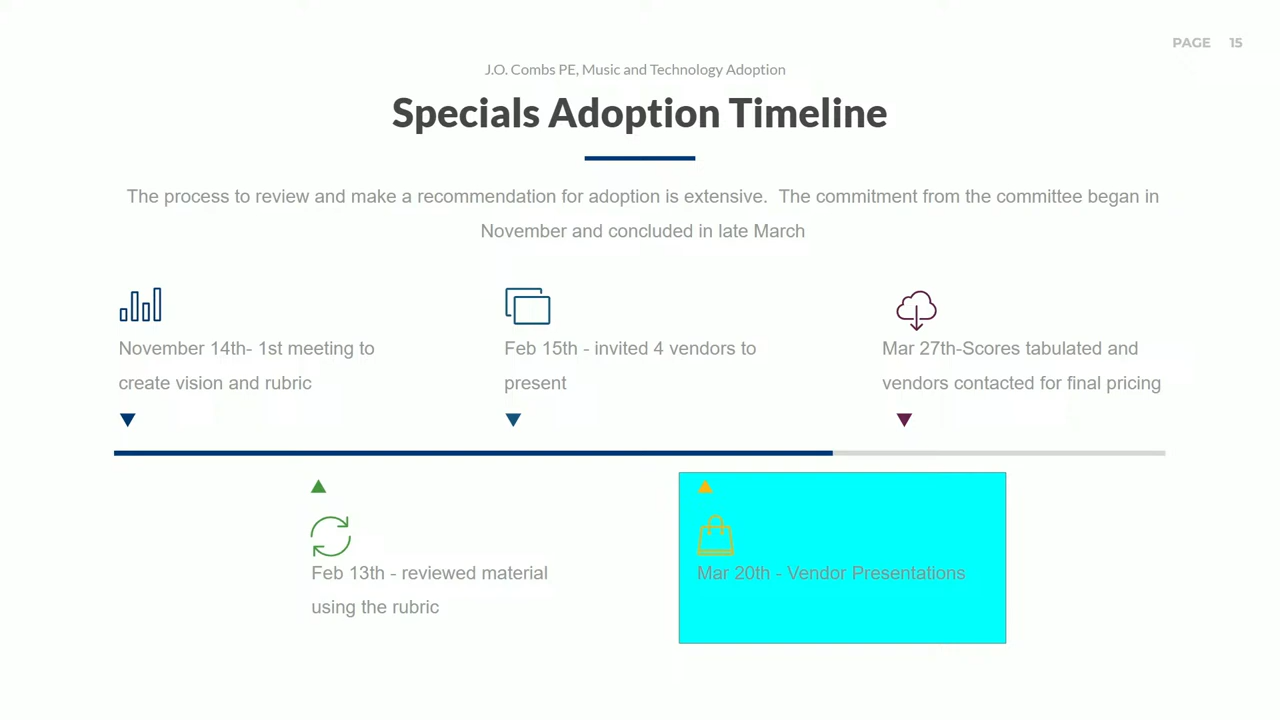 PAGE 15
J.O. Combs PE, Music and Technology Adoption
Specials Adoption Timeline
The process to review and make a recommendation for adoption is extensive.  The commitment from the committee began in
November and concluded in late March
November 14th- 1st meeting to
create vision and rubric
Feb 15th - invited 4 vendors to
present
Mar 27th-Scores tabulated and
vendors contacted for final pricing
Feb 13th - reviewed material
using the rubric
Mar 20th - Vendor Presentations